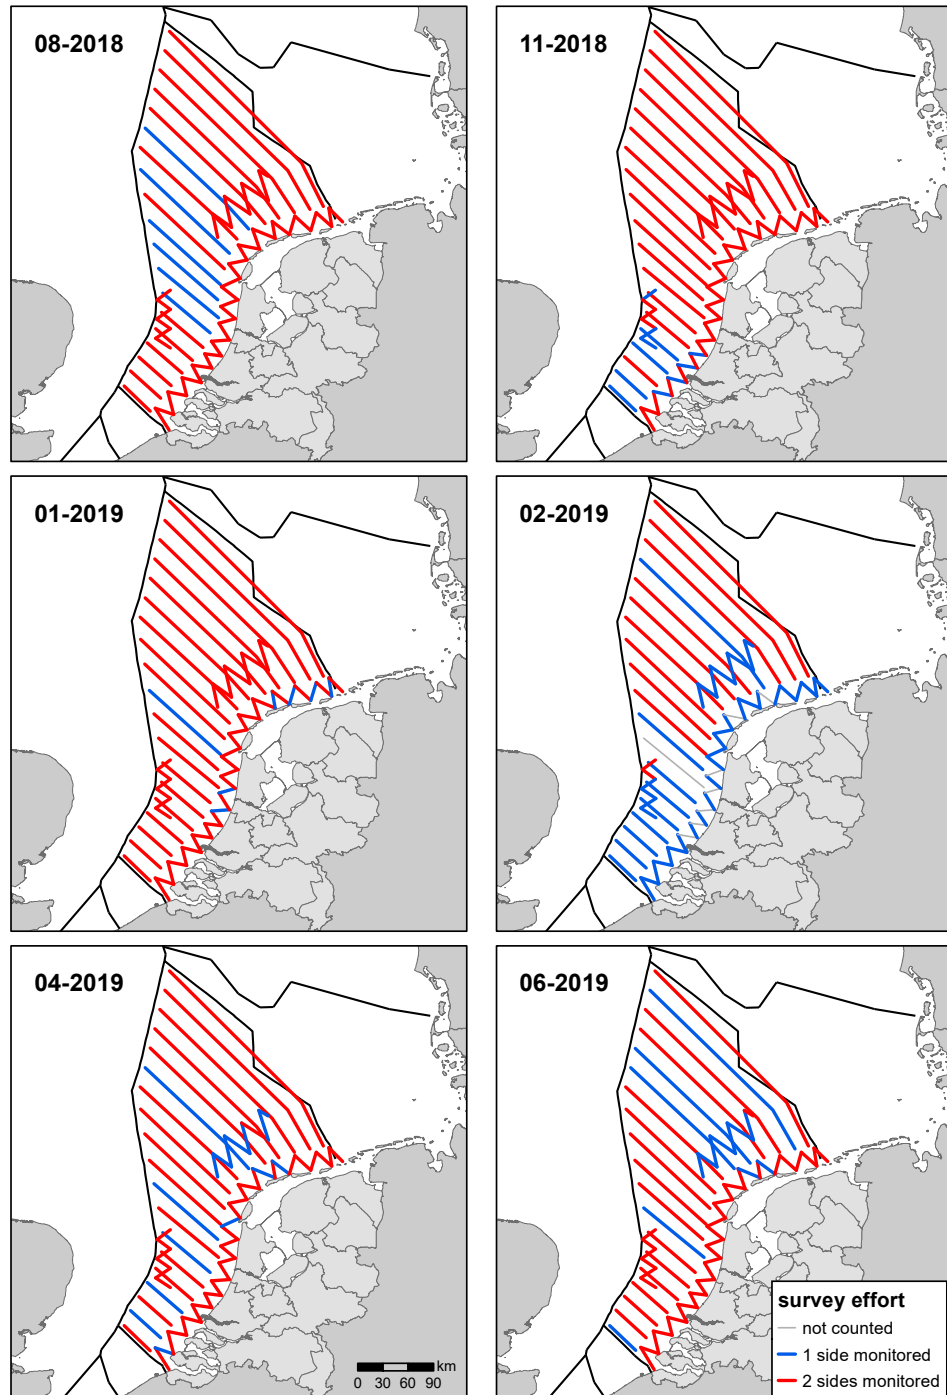 08-2018
11-2018
01-2019
02-2019
04-2019
06-2019
km
0 30 60 90
survey effort
not counted
1 side monitored
2 sides monitored